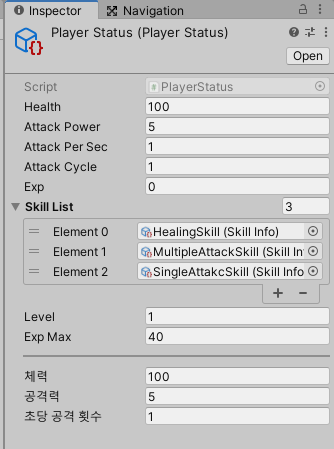 Inspector Navigation
Player Status (Player Status)
Open
Script PlayerStatus
Health 100
Attack Power 5
Attack Per Sec 1
Attack Cycle 1
Exp 0
Skill List 3
Element 0 HealingSkill (Skill Info)
Element 1 MultipleAttackSkill (Skill In
Element 2 SingleAttakcSkill (Skill Info
Level 1
Exp Max 40
체력 100
공격력 5
초당 공격 횟수 1